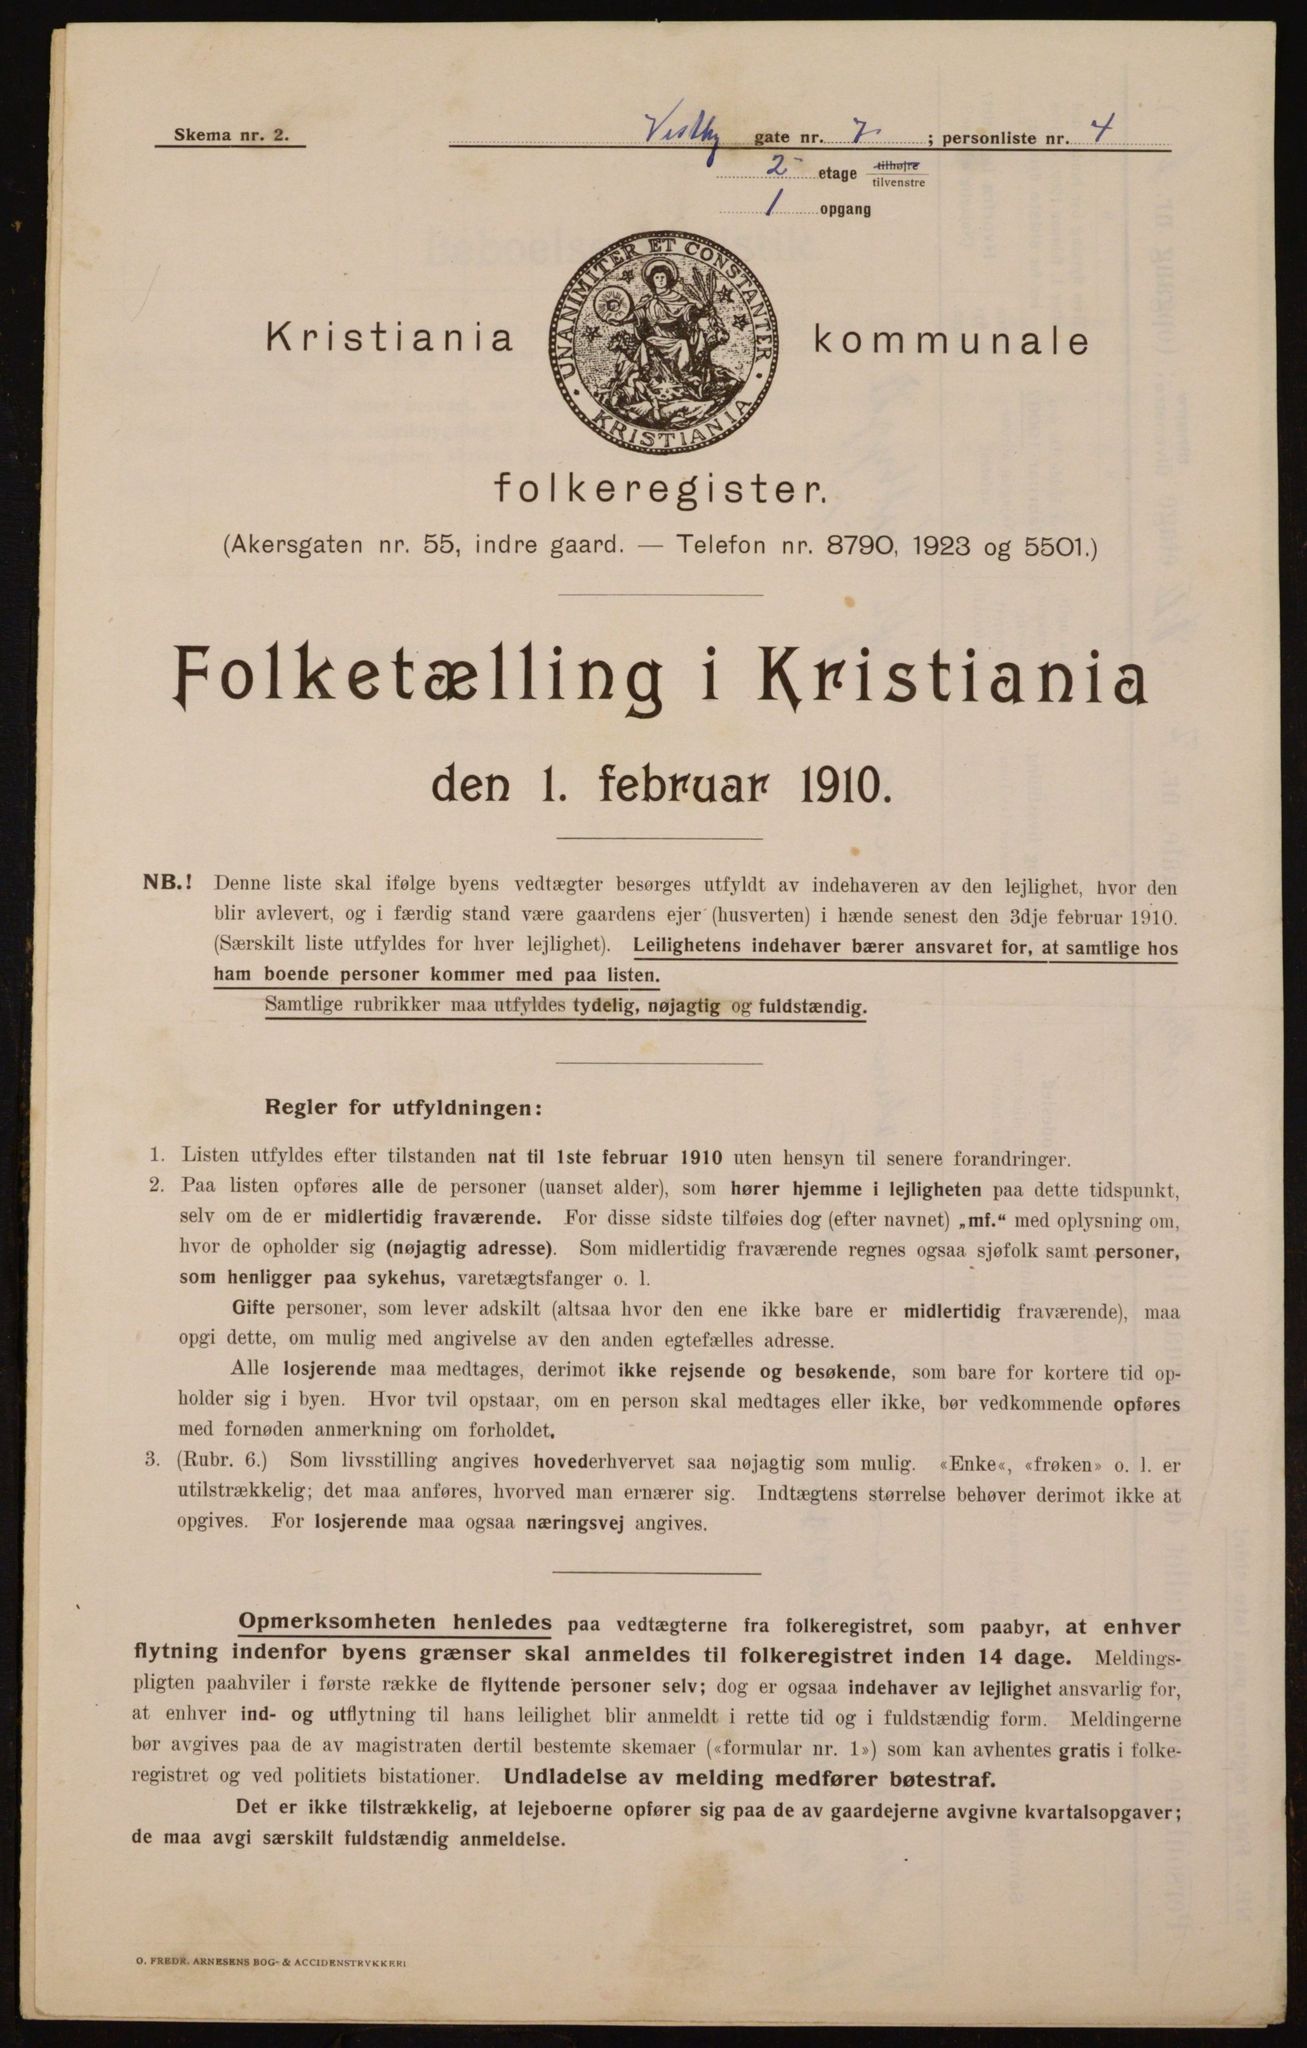 Skema nr. 2.
Vestby gate nr. 7 ; personliste nr. 4
2 etage tilhøjre
tilvenstre
1 opgang
UNANIMITER ET CONSTANTER
KRISTIANIA
Kristiania kommunale
folkeregister.
(Akersgaten nr. 55, indre gaard. — Telefon nr. 8790, 1923 og 5501.)
Folketælling i Kristiania
den 1. februar 1910.
NB.! Denne liste skal ifølge byens vedtægter besørges utfyldt av indehaveren av den lejlighet, hvor den
blir avlevert, og i færdig stand være gaardens ejer (husverten) i hænde senest den 3dje februar 1910.
(Særskilt liste utfyldes for hver lejlighet). Leilighetens indehaver bærer ansvaret for, at samtlige hos
ham boende personer kommer med paa listen.
Samtlige rubrikker maa utfyldes tydelig, nøjagtig og fuldstændig.
Regler for utfyldningen:
1. Listen utfyldes efter tilstanden nat til 1ste februar 1910 uten hensyn til senere forandringer.
2. Paa listen opføres alle de personer (uanset alder), som hører hjemme i lejligheten paa dette tidspunkt,
selv om de er midlertidig fraværende. For disse sidste tilføies dog (efter navnet) „mf.“ med oplysning om,
hvor de opholder sig (nøjagtig adresse). Som midlertidig fraværende regnes ogsaa sjøfolk samt personer,
som henligger paa sykehus, varetægtsfanger o. l.
Gifte personer, som lever adskilt (altsaa hvor den ene ikke bare er midlertidig fraværende), maa
opgi dette, om mulig med angivelse av den anden egtefælles adresse.
Alle losjerende maa medtages, derimot ikke rejsende og besøkende, som bare for kortere tid op-
holder sig i byen. Hvor tvil opstaar, om en person skal medtages eller ikke, bør vedkommende opføres
med fornøden anmerkning om forholdet.
3. (Rubr. 6.) Som livsstilling angives hovederhvervet saa nøjagtig som mulig. «Enke«, «frøken» o. l. er
utilstrækkelig; det maa anføres, hvorved man ernærer sig. Indtægtens størrelse behøver derimot ikke at
opgives. For losjerende maa ogsaa næringsvej angives.
Opmerksomheten henledes paa vedtægterne fra folkeregistret, som paabyr, at enhver
flytning indenfor byens grænser skal anmeldes til folkeregistret inden 14 dage. Meldings-
pligten paahviler i første række de flyttende personer selv; dog er ogsaa indehaver av lejlighet ansvarlig for,
at enhver ind- og utflytning til hans leilighet blir anmeldt i rette tid og i fuldstændig form. Meldingerne
bør avgives paa de av magistraten dertil bestemte skemaer («formular nr. 1») som kan avhentes gratis i folke-
registret og ved politiets bistationer. Undladelse av melding medfører bøtestraf.
Det er ikke tilstrækkelig, at lejeboerne opfører sig paa de av gaardejerne avgivne kvartalsopgaver;
de maa avgi særskilt fuldstændig anmeldelse.
O. FREDR. ARNESENS BOG- & ACCIDENSTRYKKERI